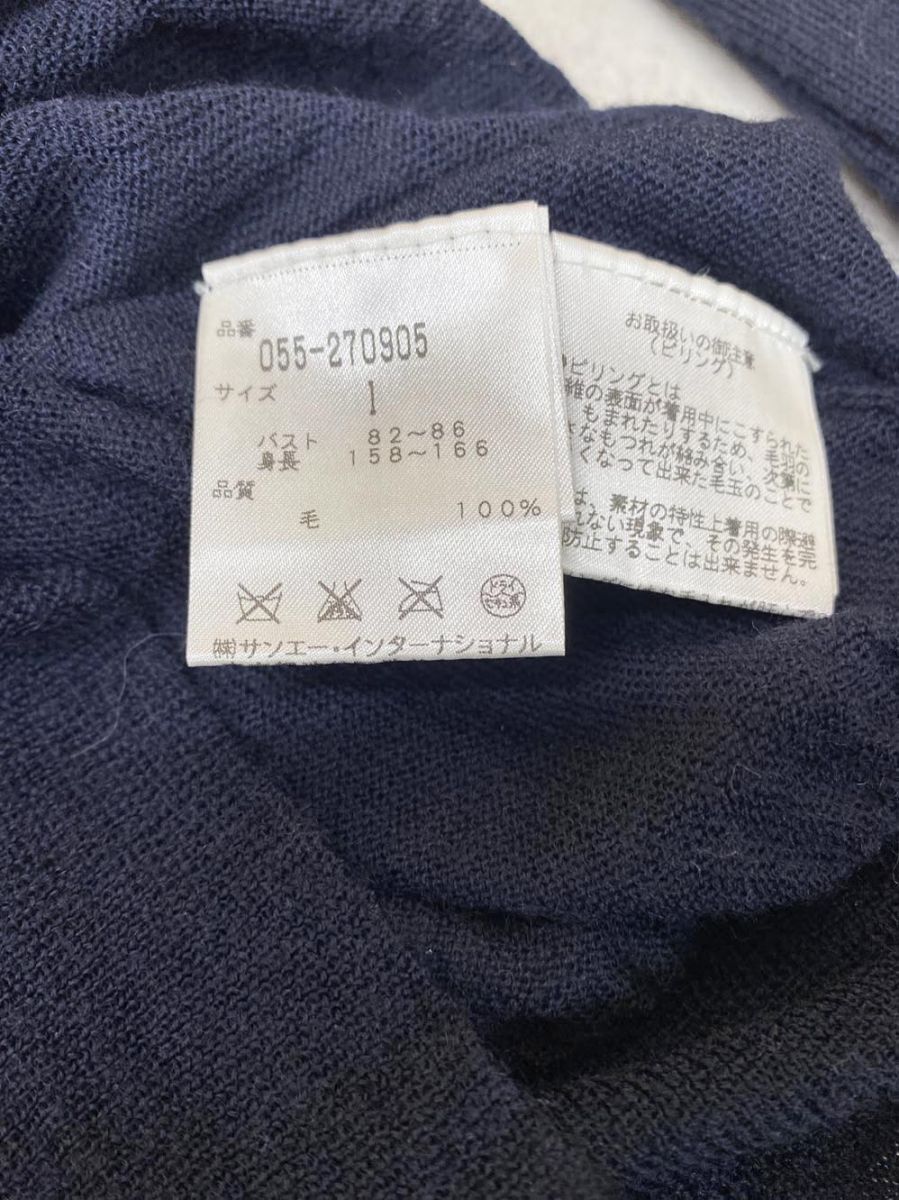 品番
055-270905
サイズ
1
バスト 82~86
身長 158~166
品質
毛 100%
㈱サンエー・インターナショナル
お取扱いの御注意
(ピリング)
ピリングとは
維の表面が着用中にこすられた
もまれたりするため、毛羽の
さなもつれが絡み合い、次第に
くなって出来た毛玉のことで
は、素材の特性上着用の際避
れない現象で、その発生を完
防止することは出来ません。